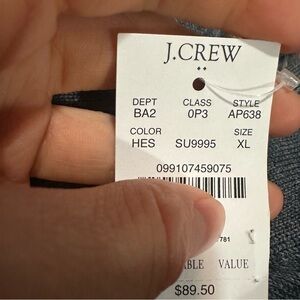 J.CREW
DEPT CLASS STYLE
BA2 0P3 AP638
COLOR SIZE
HES SU9995 XL
099107459075
781
VALUE
$89.50